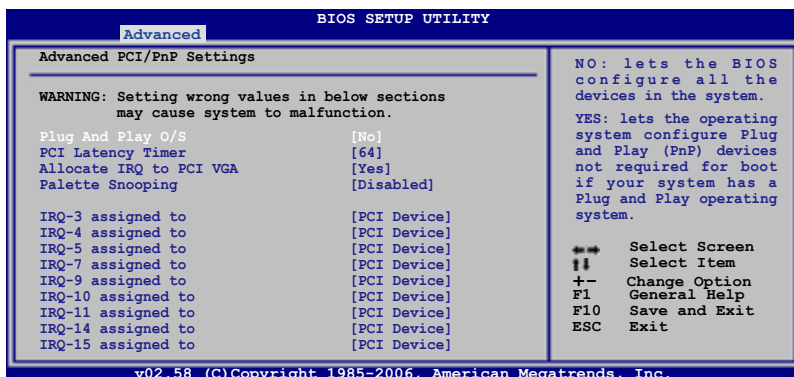 BIOS SETUP UTILITY
Advanced
Advanced PCI/PnP Settings
WARNING: Setting wrong values in below sections
may cause system to malfunction.
Plug And Play O/S [No]
PCI Latency Timer [64]
Allocate IRQ to PCI VGA [Yes]
Palette Snooping [Disabled]
IRQ-3 assigned to [PCI Device]
IRQ-4 assigned to [PCI Device]
IRQ-5 assigned to [PCI Device]
IRQ-7 assigned to [PCI Device]
IRQ-9 assigned to [PCI Device]
IRQ-10 assigned to [PCI Device]
IRQ-11 assigned to [PCI Device]
IRQ-14 assigned to [PCI Device]
IRQ-15 assigned to [PCI Device]
NO: lets the BIOS
configure all the
devices in the system.
YES: lets the operating
system configure Plug
and Play (PnP) devices
not required for boot
if your system has a
Plug and Play operating
system.
←→ Select Screen
↑↓ Select Item
+- Change Option
F1 General Help
F10 Save and Exit
ESC Exit
v02.58 (C)Copyright 1985-2006, American Megatrends, Inc.